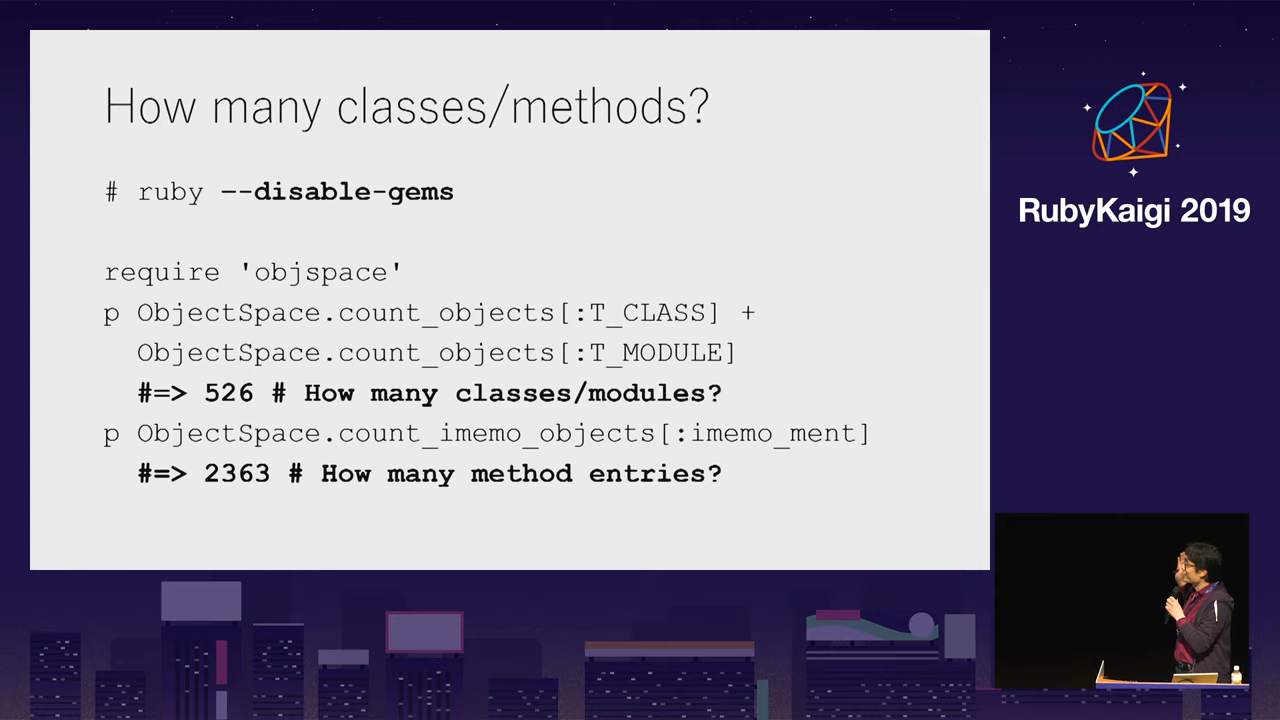 How many classes/methods?
# ruby --disable-gems
require 'objspace'
p ObjectSpace.count_objects[:T_CLASS] +
ObjectSpace.count_objects[:T_MODULE]
#=> 526 # How many classes/modules?
p ObjectSpace.count_imemo_objects[:imemo_ment]
#=> 2363 # How many method entries?
RubyKaigi 2019